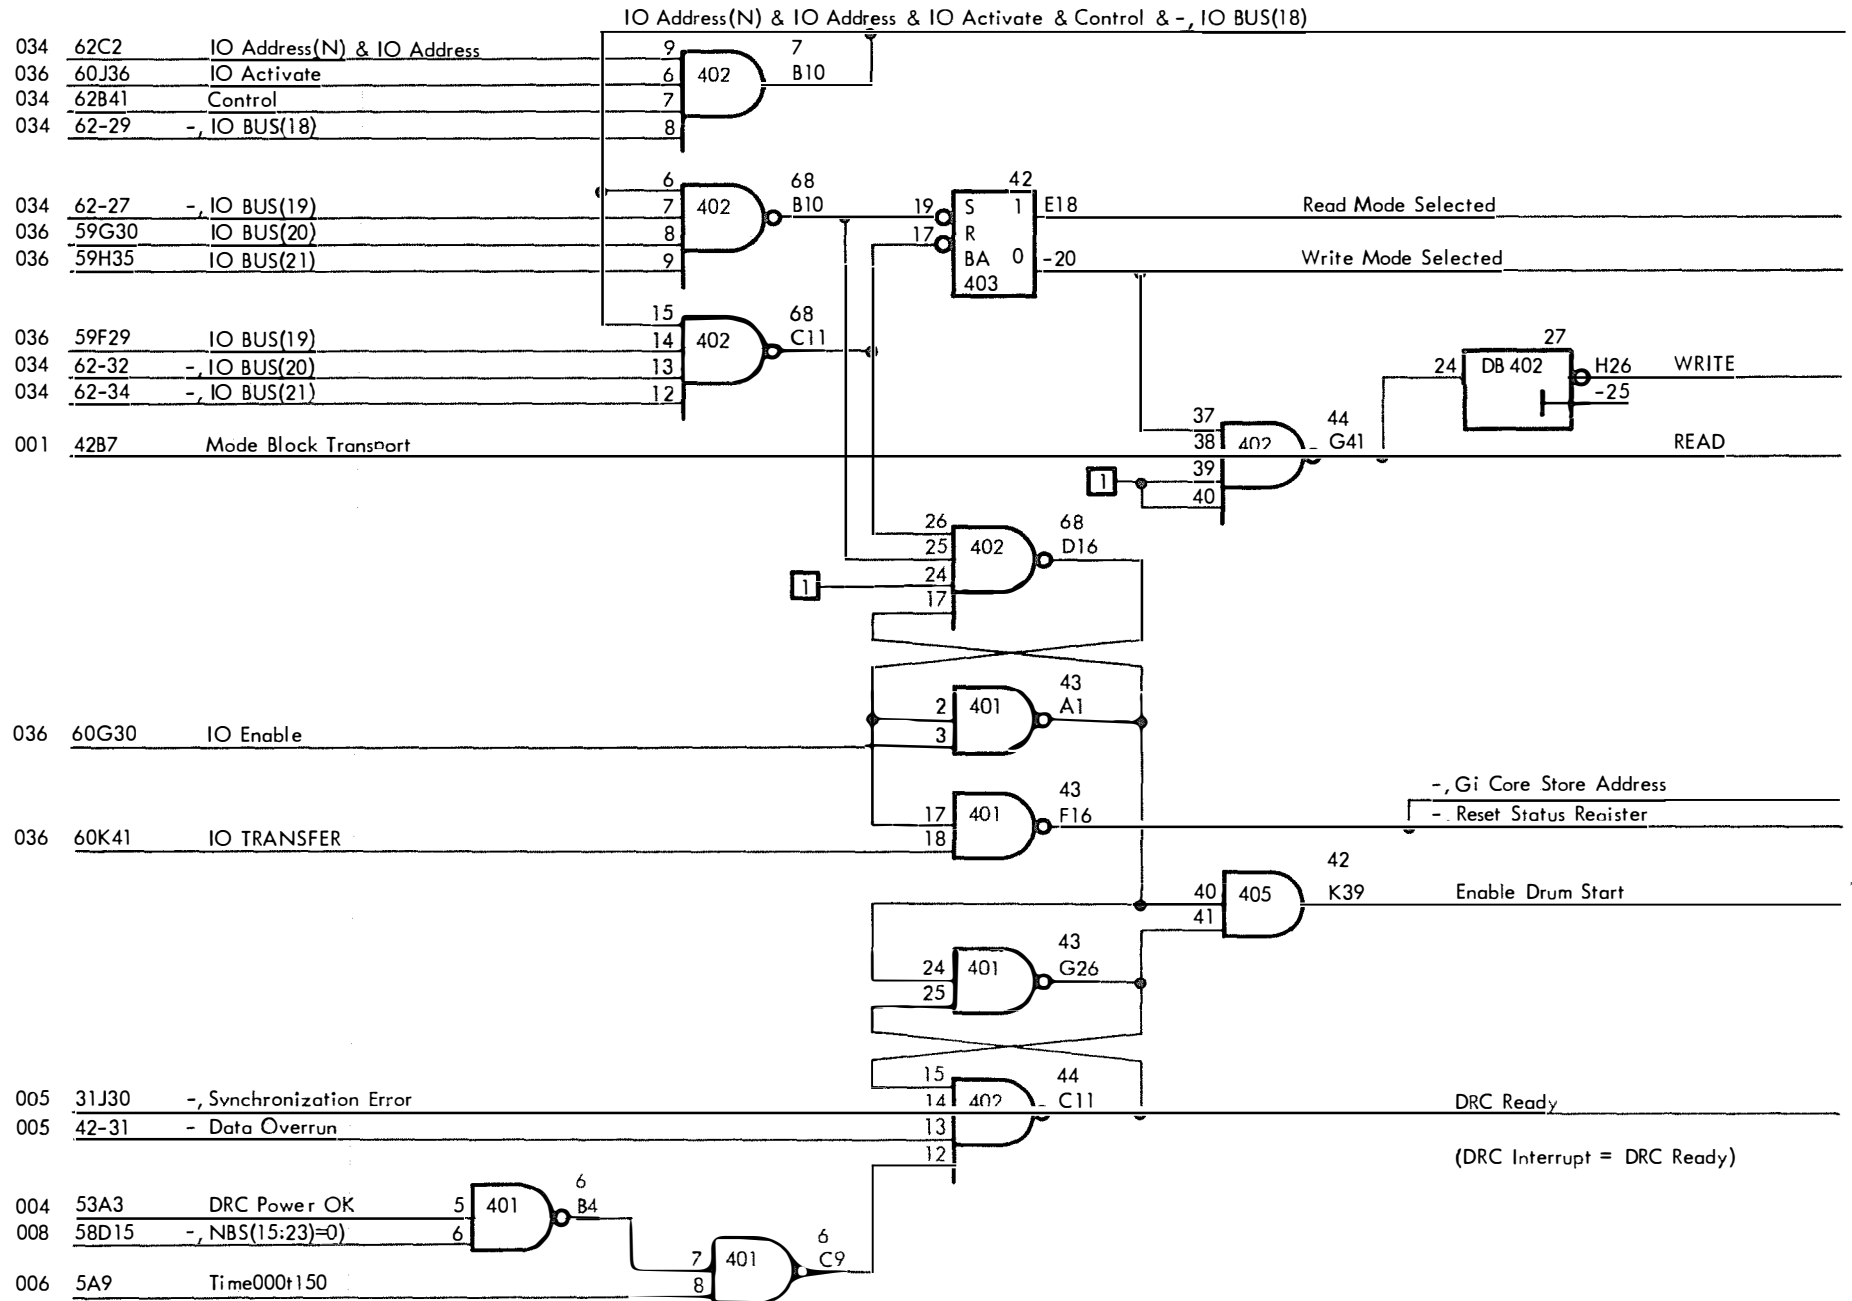 IO Address(N) & IO Address & IO Activate & Control & -, IO BUS(18)
034 62C2 IO Address(N) & IO Address 9 7
036 60J36 IO Activate 6 402 B10
034 62B41 Control 7
034 62-29 -, IO BUS(18) 8
6 68 42
034 62-27 -, IO BUS(19) 7 402 B10 19 S 1 E18 Read Mode Selected
036 59G30 IO BUS(20) 8 17 R
036 59H35 IO BUS(21) 9 BA 0 -20 Write Mode Selected
403
15 68
036 59F29 IO BUS(19) 14 402 C11 27
034 62-32 -, IO BUS(20) 13 24 DB 402 H26 WRITE
034 62-34 -, IO BUS(21) 12 -25
37 44
001 42B7 Mode Block Transport 38 402 G41 READ
1 39
40
26 68
25 402 D16
1 24
17
43
2 401 A1
036 60G30 IO Enable 3
-, Gi Core Store Address
43
17 401 F16 - Reset Status Register
036 60K41 IO TRANSFER 18
42
40 405 K39 Enable Drum Start
41
43
24 401 G26
25
15 44
005 31J30 -, Synchronization Error 14 402 C11 DRC Ready
005 42-31 - Data Overrun 13
12 (DRC Interrupt = DRC Ready)
6
004 53A3 DRC Power OK 5 401 B4
008 58D15 -, NBS(15:23)=0) 6
6
7 401 C9
006 5A9 Time000t150 8